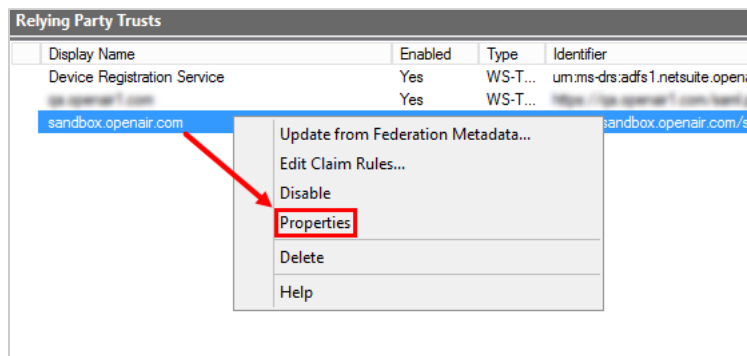 Relying Party Trusts
Display Name Enabled Type Identifier
Device Registration Service Yes WS-T... urn:ms-drs:adfs1.netsuite.opena
Yes WS-T...
sandbox.openair.com sandbox.openair.com/s
Update from Federation Metadata...
Edit Claim Rules...
Disable
Properties
Delete
Help